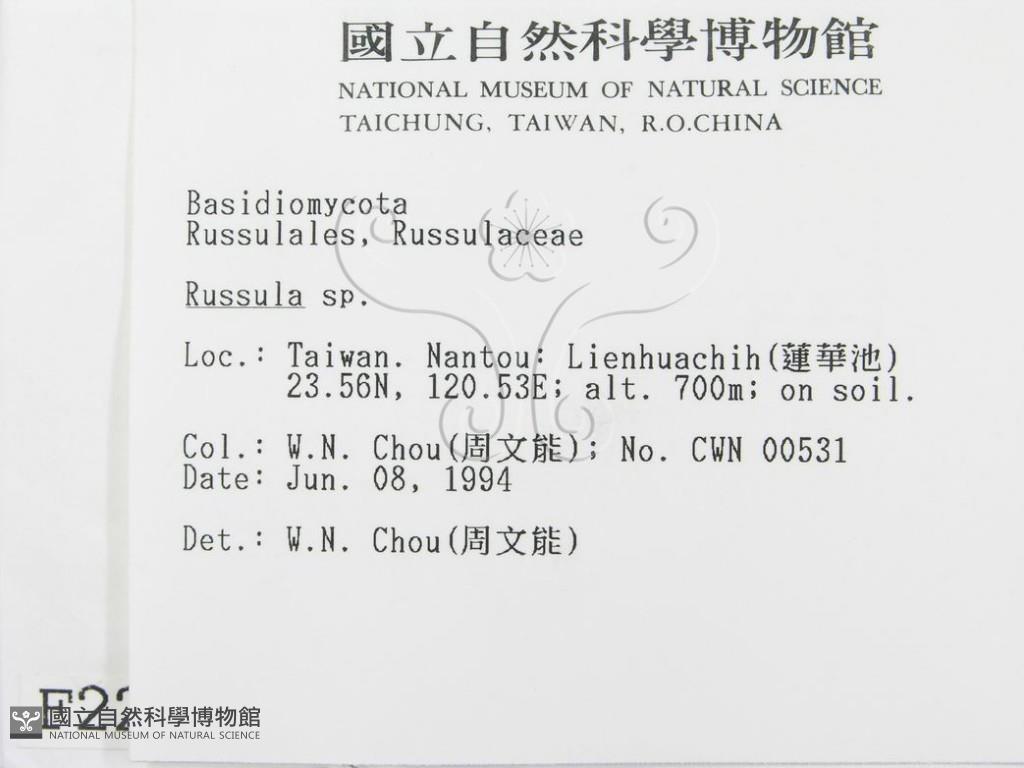 國立自然科學博物館
NATIONAL MUSEUM OF NATURAL SCIENCE
TAICHUNG, TAIWAN, R.O.CHINA
Basidiomycota
Russulales, Russulaceae
Russula sp.
Loc.: Taiwan. Nantou: Lienhuachih(蓮華池)
23.56N, 120.53E; alt. 700m; on soil.
Col.: W.N. Chou(周文能); No. CWN 00531
Date: Jun. 08, 1994
Det.: W.N. Chou(周文能)
國立自然科學博物館
NATIONAL MUSEUM OF NATURAL SCIENCE